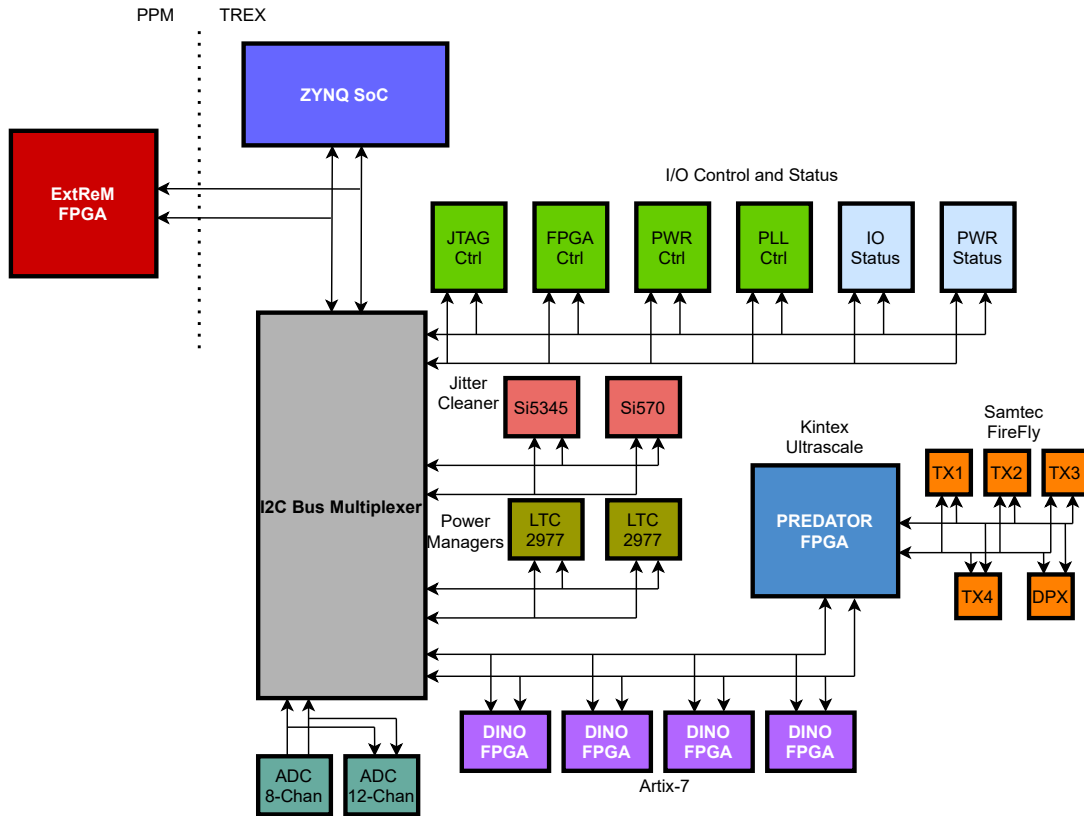 PPM
TREX
ZYNQ SoC
ExtReM
FPGA
I/O Control and Status
JTAG
Ctrl
FPGA
Ctrl
PWR
Ctrl
PLL
Ctrl
IO
Status
PWR
Status
Jitter
Cleaner
Si5345
Si570
I2C Bus Multiplexer
Power
Managers
LTC
2977
LTC
2977
Kintex
Ultrascale
PREDATOR
FPGA
Samtec
FireFly
TX1
TX2
TX3
TX4
DPX
DINO
FPGA
DINO
FPGA
DINO
FPGA
DINO
FPGA
Artix-7
ADC
8-Chan
ADC
12-Chan